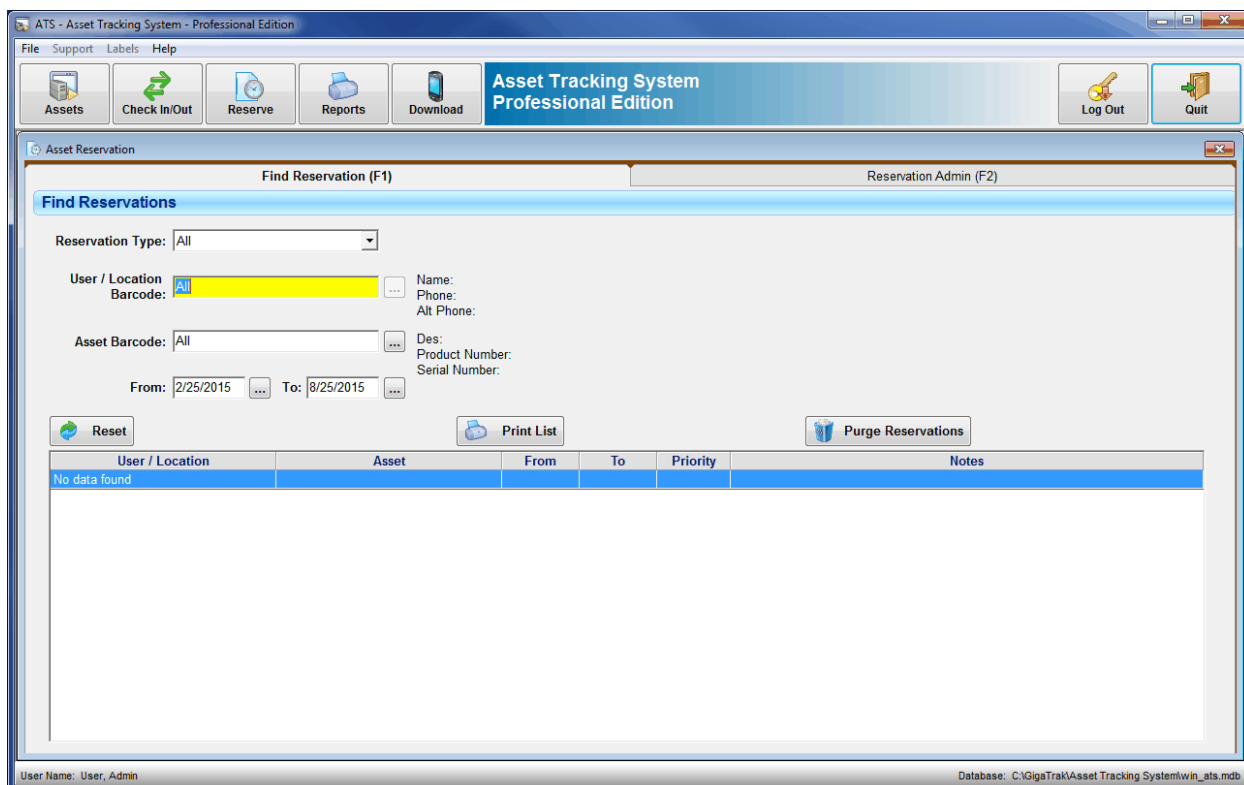 ATS - Asset Tracking System - Professional Edition
File Support Labels Help
Assets Check In/Out Reserve Reports Download Asset Tracking System Log Out Quit
Professional Edition
Asset Reservation
Find Reservation (F1) Reservation Admin (F2)
Find Reservations
Reservation Type: All
User / Location Barcode: All ...
Name:
Phone:
Alt Phone:
Asset Barcode: All ...
Des:
Product Number:
Serial Number:
From: 2/25/2015 ... To: 8/25/2015 ...
Reset Print List Purge Reservations
User / Location Asset From To Priority Notes
No data found
User Name: User, Admin Database: C:\GigaTrak\Asset Tracking System\win_ats.mdb